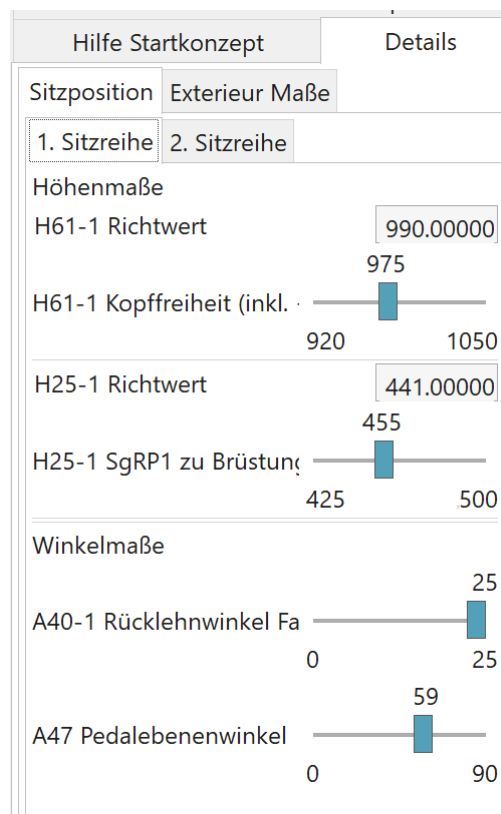 Hilfe Startkonzept Details
Sitzposition Exterieur Maße
1. Sitzreihe 2. Sitzreihe
Höhenmaße
H61-1 Richtwert 990.00000
975
H61-1 Kopffreiheit (inkl.
920 1050
H25-1 Richtwert 441.00000
455
H25-1 SgRP1 zu Brüstung
425 500
Winkelmaße
25
A40-1 Rücklehnwinkel Fa
0 25
59
A47 Pedalebenenwinkel
0 90